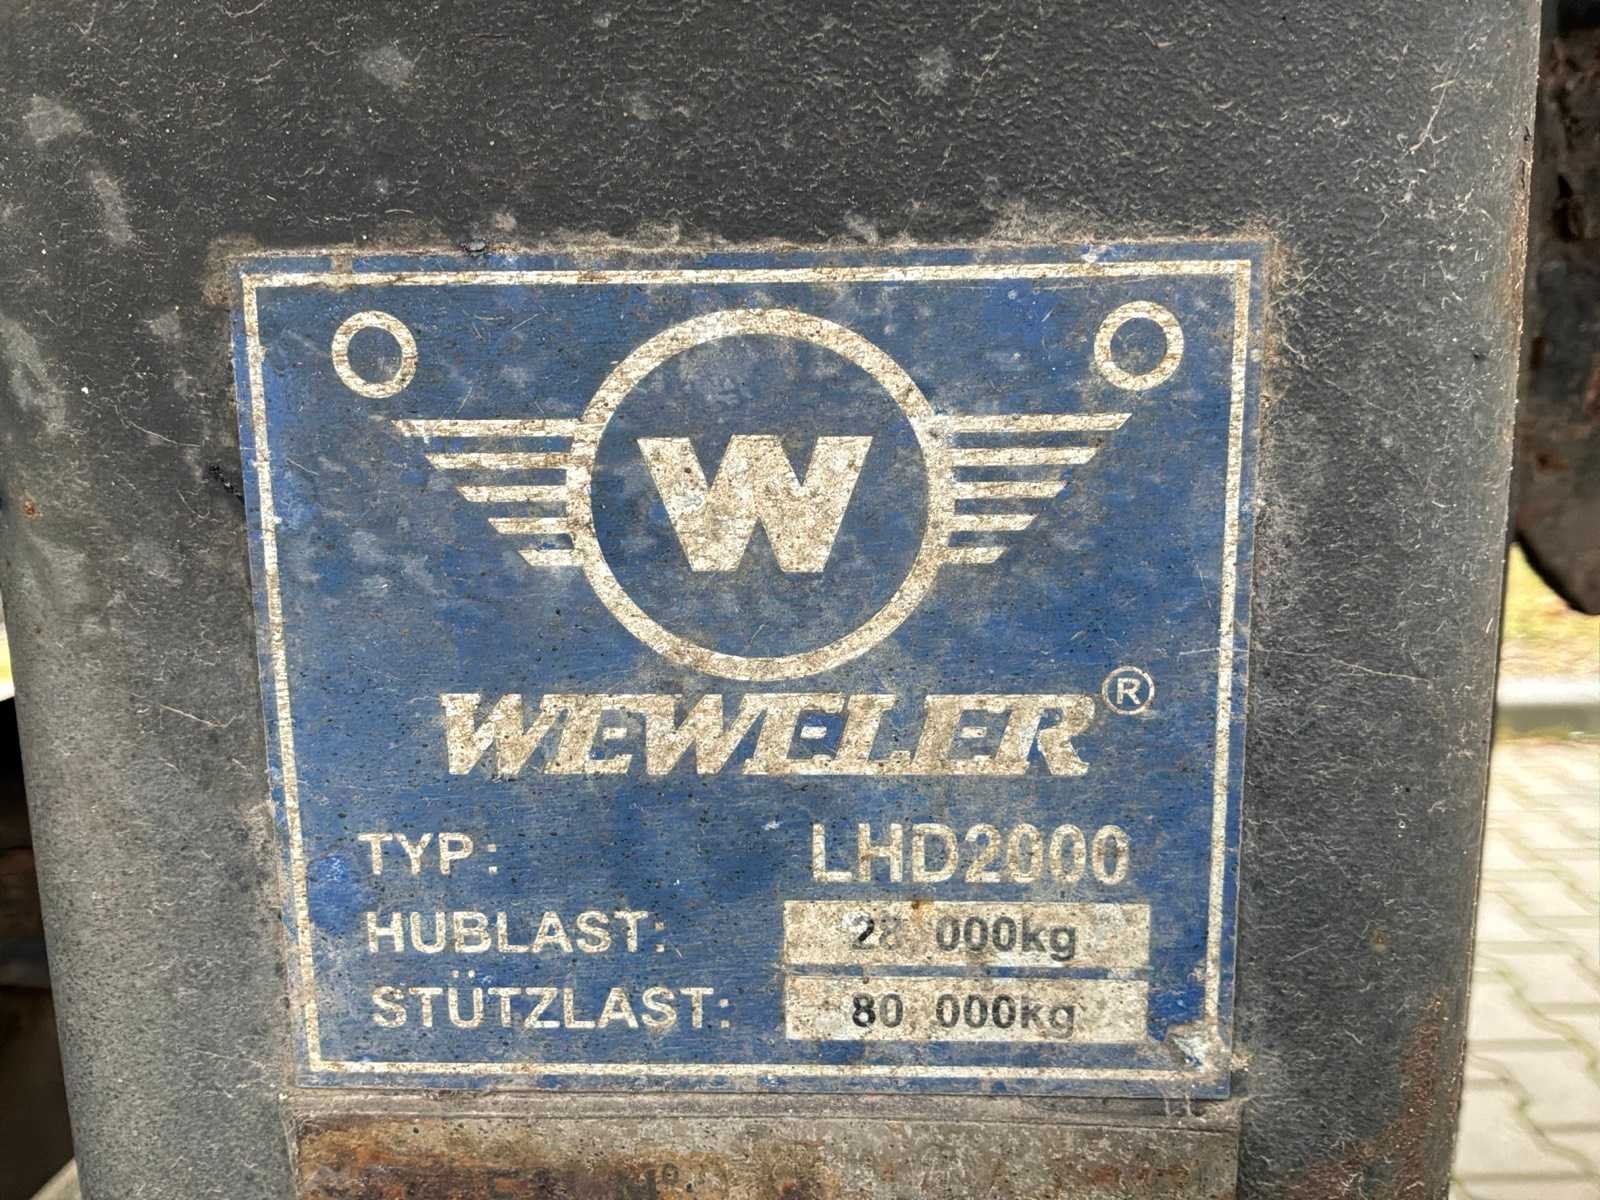 W
WEWELER®
TYP: LHD2000
HUBLAST: 28.000kg
STÜTZLAST: 80.000kg